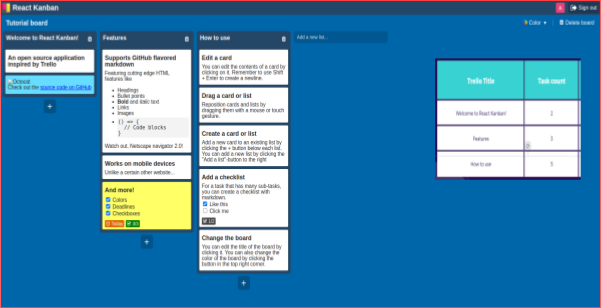 React Kanban
A
Sign out
Tutorial board
Color
Delete board
Welcome to React Kanban!
An open source application
inspired by Trello
Octocat
Check out the source code on GitHub
Features
Supports GitHub flavored
markdown
Featuring cutting edge HTML
features like
Headings
Bullet points
Bold and italic text
Links
Images
() => {
// Code blocks
}
Watch out, Netscape navigator 2.0!
Works on mobile devices
Unlike a certain other website...
And more!
Colors
Deadlines
Checkboxes
Today
3/3
How to use
Edit a card
You can edit the contents of a card by
clicking on it. Remember to use Shift
+ Enter to create a newline.
Drag a card or list
Reposition cards and lists by
dragging them with a mouse or touch
gesture.
Create a card or list
Add a new card to an existing list by
clicking the + button below each list.
You can add a new list by clicking the
"Add a list"-button to the right
Add a checklist
For a task that has many sub-tasks,
you can create a checklist with
markdown.
Like this
Click me
1/2
Change the board
You can edit the title of the board by
clicking it. You can also change the
color of the board by clicking the
button in the top right corner.
Add a new list...
Trello Title
Task count
Welcome to React Kanban!
2
Features
3
How to use
5